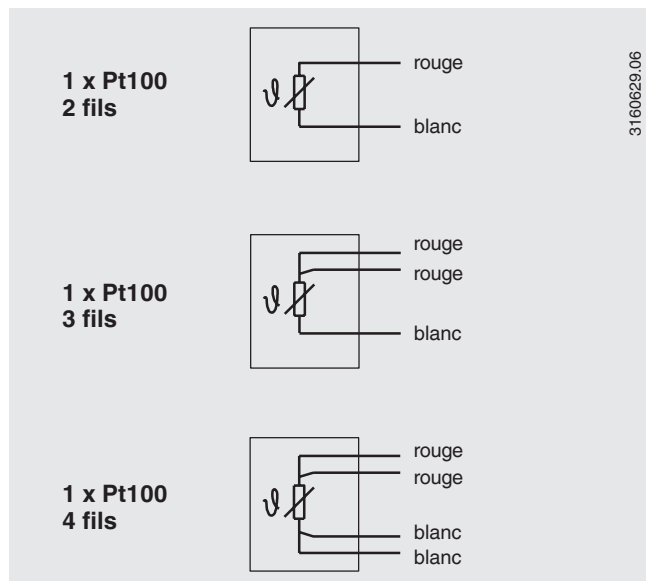 1 x Pt100
2 fils
rouge
blanc
3160629.06
1 x Pt100
3 fils
rouge
rouge
blanc
1 x Pt100
4 fils
rouge
rouge
blanc
blanc